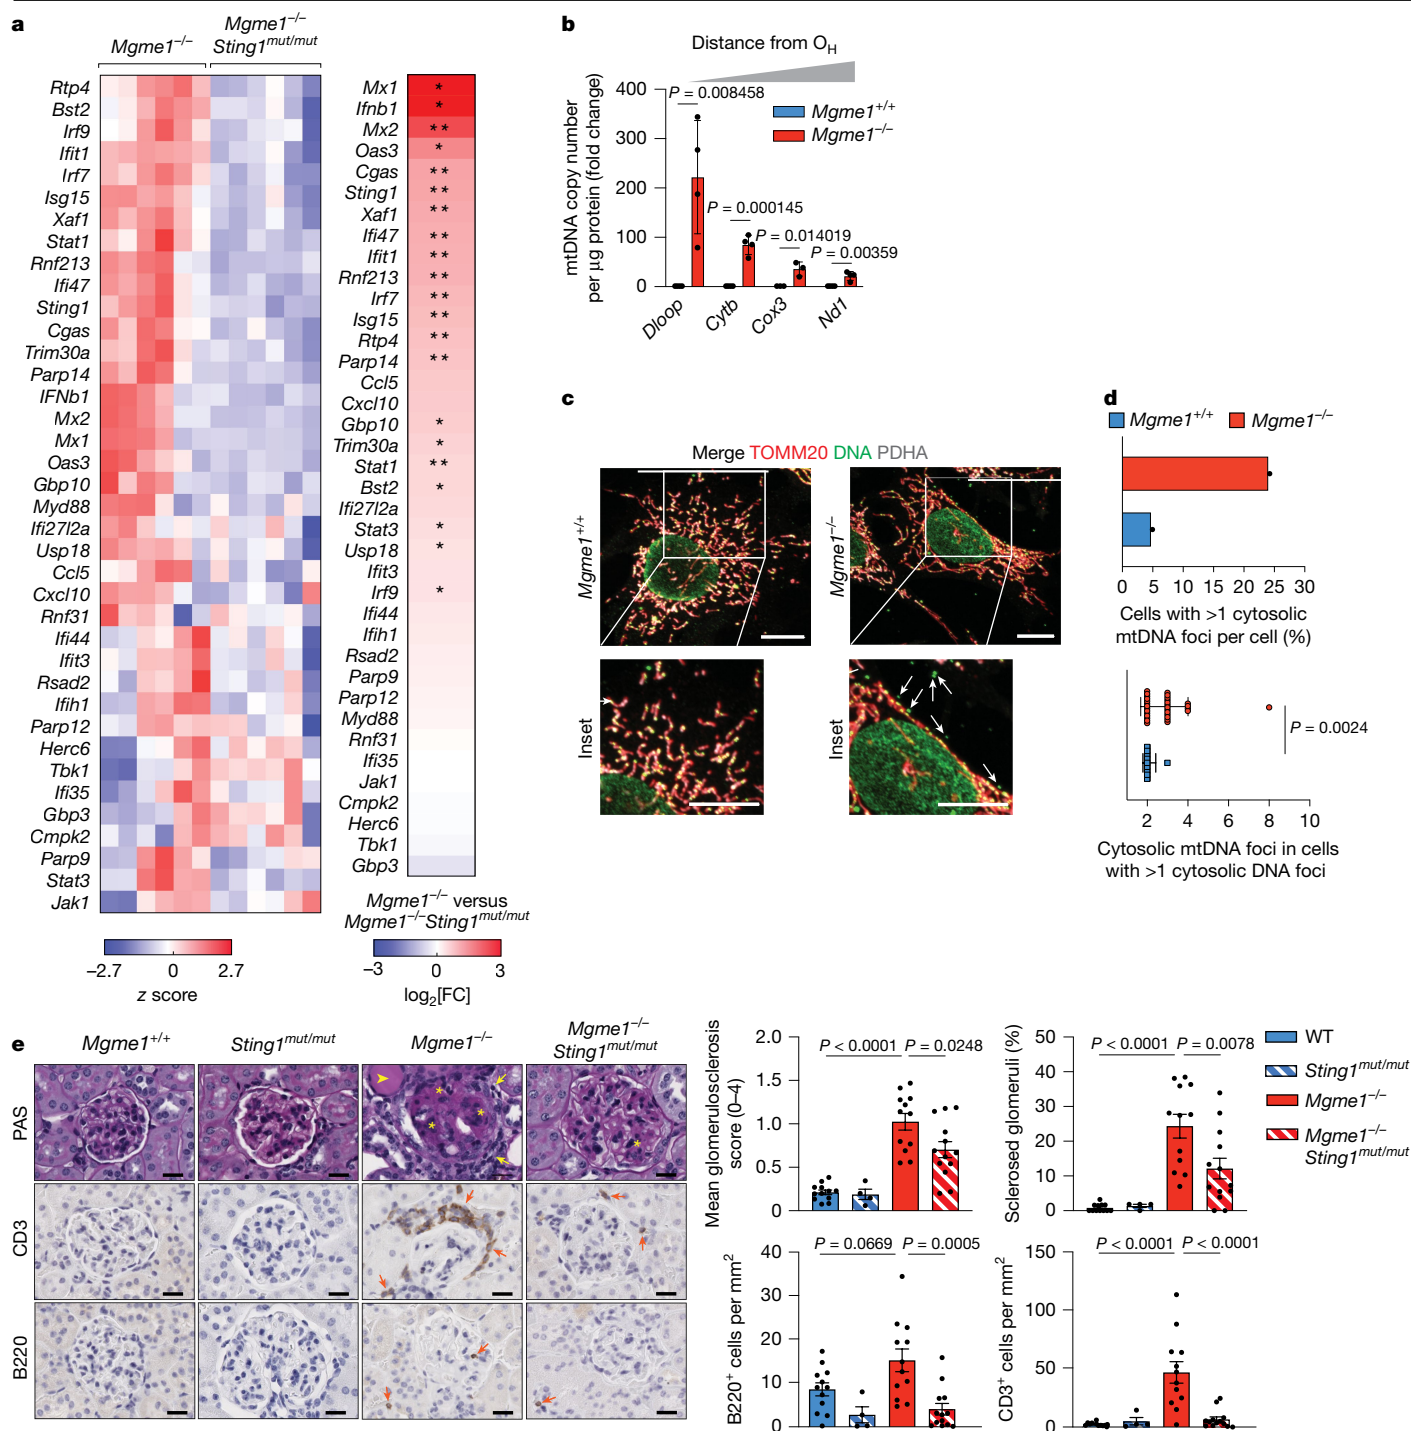 a
Mgme1–/–
Mgme1–/–
Sting1mut/mut
Rtp4
Bst2
Irf9
Ifit1
Irf7
Isg15
Xaf1
Stat1
Rnf213
Ifi47
Sting1
Cgas
Trim30a
Parp14
IFNb1
Mx2
Mx1
Oas3
Gbp10
Myd88
Ifi27l2a
Usp18
Ccl5
Cxcl10
Rnf31
Ifi44
Ifit3
Rsad2
Ifih1
Parp12
Herc6
Tbk1
Ifi35
Gbp3
Cmpk2
Parp9
Stat3
Jak1
–2.7 0 2.7
z score
Mx1 *
Ifnb1 *
Mx2 **
Oas3 *
Cgas **
Sting1 **
Xaf1 **
Ifi47 **
Ifit1 **
Rnf213 **
Irf7 **
Isg15 **
Rtp4 **
Parp14 **
Ccl5
Cxcl10
Gbp10 *
Trim30a *
Stat1 **
Bst2 *
Ifi27l2a
Stat3 *
Usp18 *
Ifit3
Irf9 *
Ifi44
Ifih1
Rsad2
Parp9
Parp12
Myd88
Rnf31
Ifi35
Jak1
Cmpk2
Herc6
Tbk1
Gbp3
Mgme1–/– versus
Mgme1–/–Sting1mut/mut
–3 0 3
log2[FC]
b
Distance from OH
mtDNA copy number
per µg protein (fold change)
400
300
200
100
0
P = 0.008458
P = 0.000145
P = 0.014019
P = 0.00359
Mgme1+/+
Mgme1–/–
Dloop
Cytb
Cox3
Nd1
c
Merge TOMM20 DNA PDHA
Mgme1+/+
Mgme1–/–
Inset
Inset
d
Mgme1+/+
Mgme1–/–
0 5 10 15 20 25 30
Cells with >1 cytosolic
mtDNA foci per cell (%)
P = 0.0024
2 4 6 8 10
Cytosolic mtDNA foci in cells
with >1 cytosolic DNA foci
e
Mgme1+/+
Sting1mut/mut
Mgme1–/–
Mgme1–/–
Sting1mut/mut
PAS
CD3
B220
Mean glomerulosclerosis
score (0–4)
2.0
1.5
1.0
0.5
0
P < 0.0001
P = 0.0248
Sclerosed glomeruli (%)
50
40
30
20
10
0
P < 0.0001
P = 0.0078
WT
Sting1mut/mut
Mgme1–/–
Mgme1–/–
Sting1mut/mut
B220+ cells per mm2
40
30
20
10
0
P = 0.0669
P = 0.0005
CD3+ cells per mm2
150
100
50
0
P < 0.0001
P < 0.0001